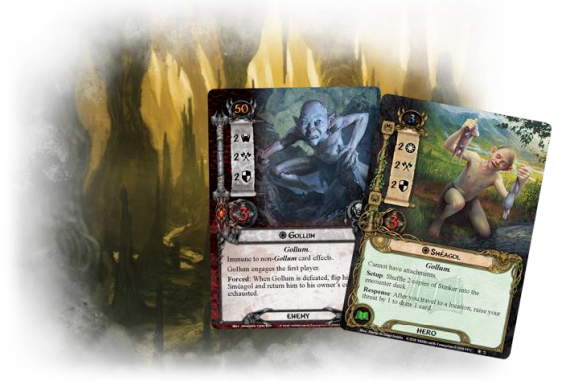 50
2
2
2
3
GOLLUM
Gollum.
Immune to non-Gollum card effects.
Gollum engages the first player.
Forced: When Gollum is defeated, flip hi
Sméagol and return him to his owner's c
exhausted.
ENEMY
3
2
2
2
3
SMÉAGOL
Gollum.
Cannot have attachments.
Setup: Shuffle 2 copies of Stinker into the
encounter deck.
Response: After you travel to a location, raise your
threat by 1 to draw 1 card.
HERO